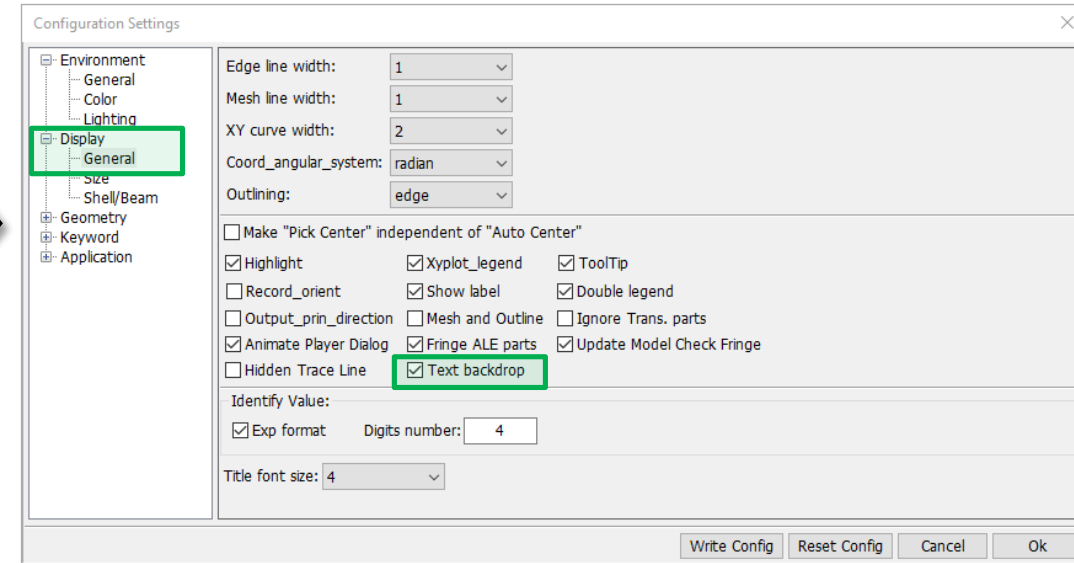 Configuration Settings
Environment
General
Color
Lighting
Display
General
Size
Shell/Beam
Geometry
Keyword
Application
Edge line width: 1
Mesh line width: 1
XY curve width: 2
Coord_angular_system: radian
Outlining: edge
Make "Pick Center" independent of "Auto Center"
Highlight Xyplot_legend ToolTip
Record_orient Show label Double legend
Output_prin_direction Mesh and Outline Ignore Trans. parts
Animate Player Dialog Fringe ALE parts Update Model Check Fringe
Hidden Trace Line Text backdrop
Identify Value:
Exp format Digits number: 4
Title font size: 4
Write Config Reset Config Cancel Ok